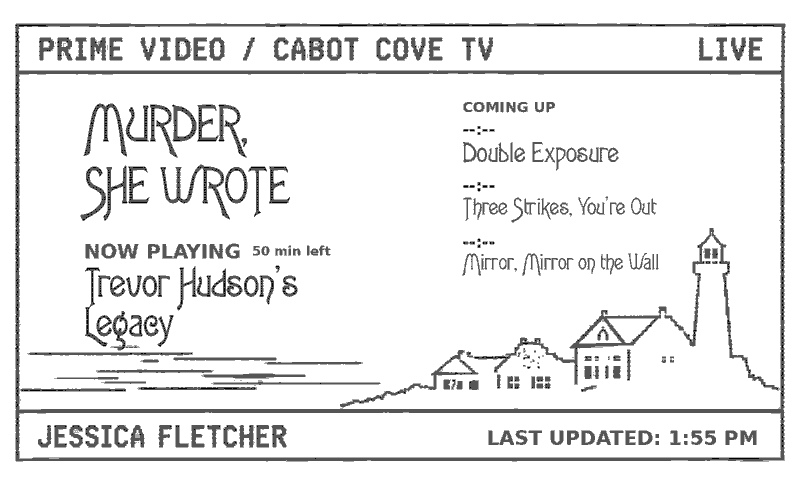 PRIME VIDEO / CABOT COVE TV
LIVE
MURDER,
SHE WROTE
NOW PLAYING 50 min left
Trevor Hudson's
Legacy
COMING UP
--:--
Double Exposure
--:--
Three Strikes, You're Out
--:--
Mirror, Mirror on the Wall
JESSICA FLETCHER
LAST UPDATED: 1:55 PM